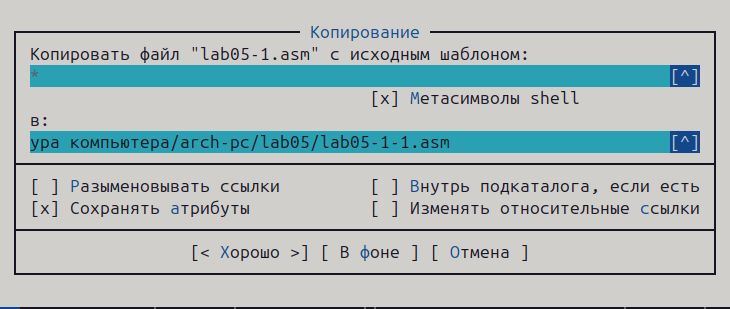 Копирование
Копировать файл "lab05-1.asm" с исходным шаблоном:
* [^]
[x] Метасимволы shell
в:
ура компьютера/arch-pc/lab05/lab05-1-1.asm [^]
[ ] Разыменовывать ссылки [ ] Внутрь подкаталога, если есть
[x] Сохранять атрибуты [ ] Изменять относительные ссылки
[< Хорошо >] [ В фоне ] [ Отмена ]